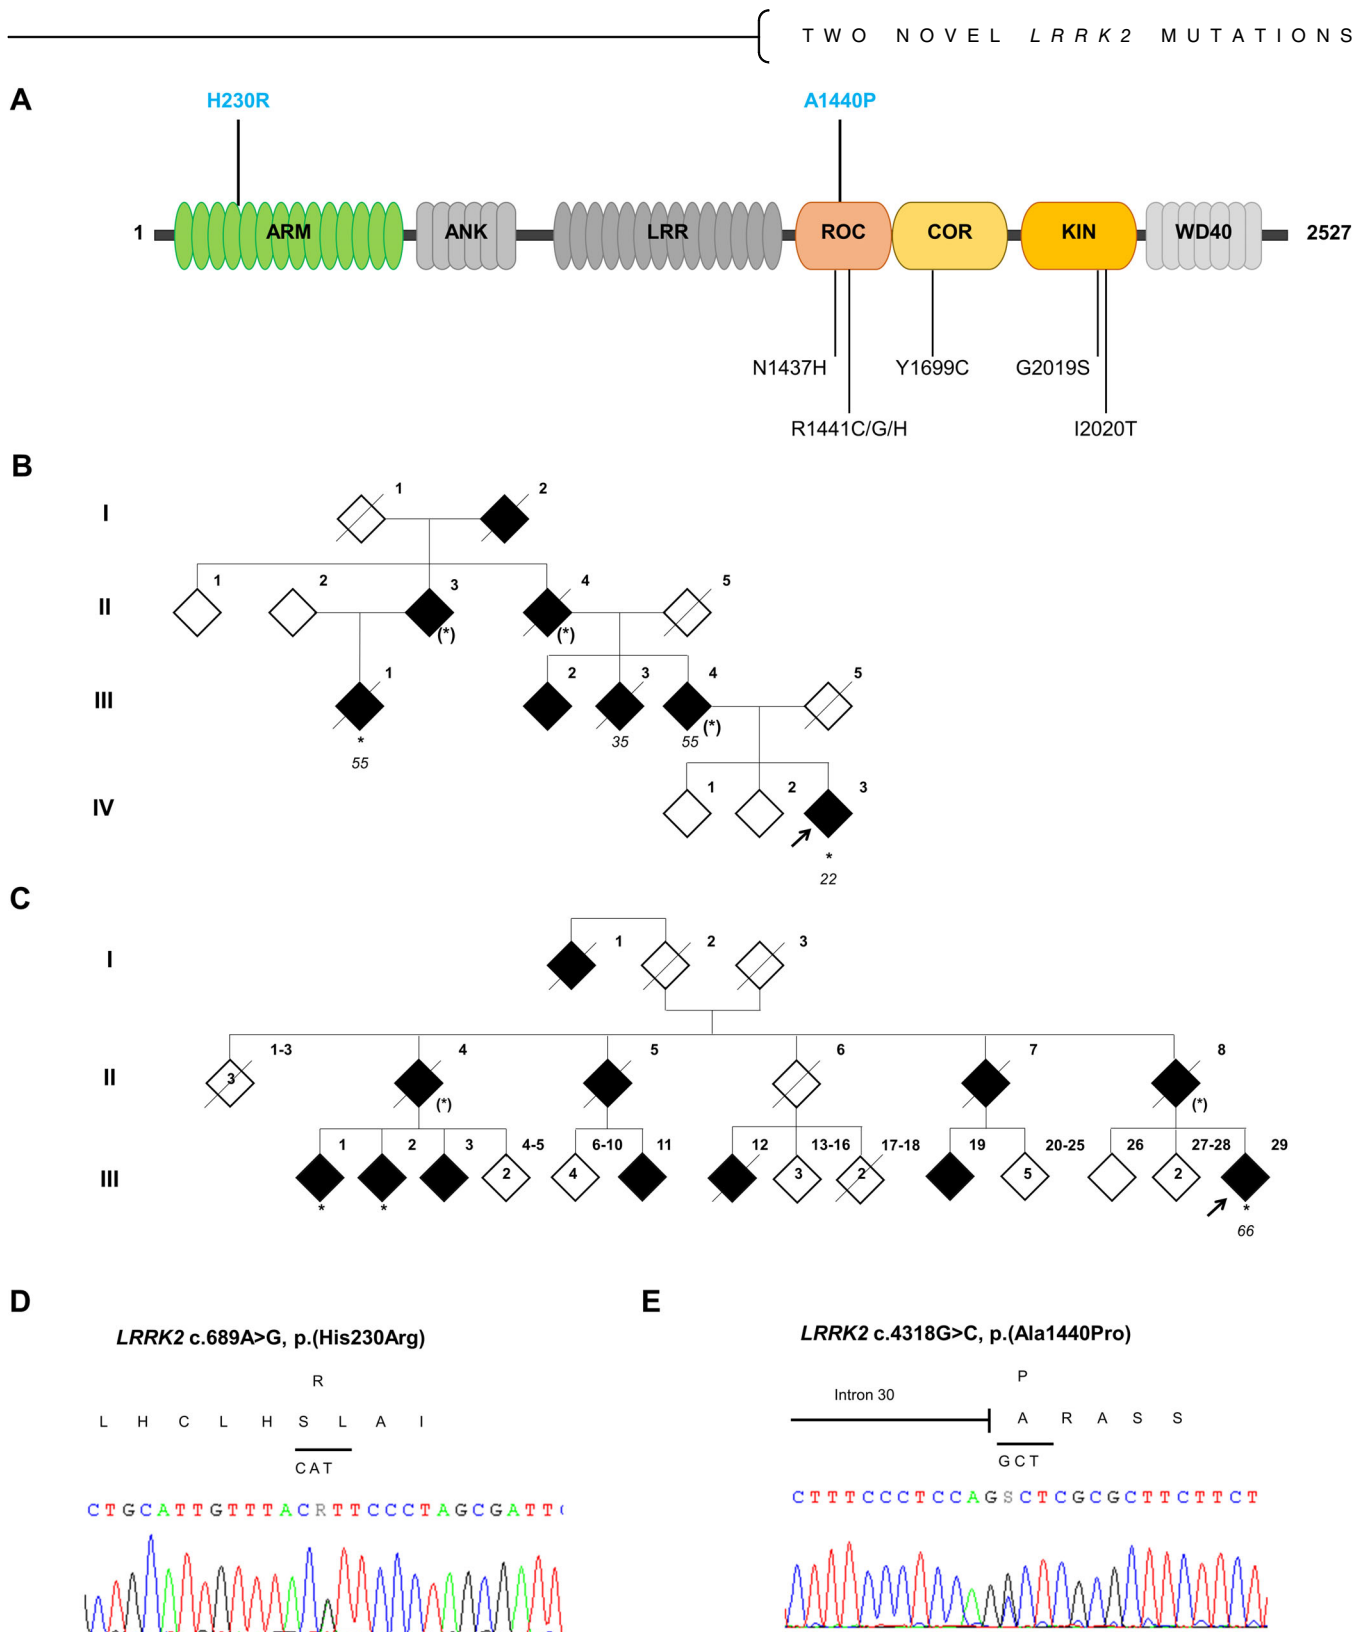 TWO NOVEL LRRK2 MUTATIONS
A
H230R A1440P
1 ARM ANK LRR ROC COR KIN WD40 2527
N1437H Y1699C G2019S
R1441C/G/H I2020T
B
I 1 2
II 1 2 3 4 5
(*) (*)
III 1 2 3 4 5
(*)
* 35 55
55
IV 1 2 3
*
22
C
I 1 2 3
II 1-3 4 5 6 7 8
3
(*) (*)
III 1 2 3 4-5 6-10 11 12 13-16 17-18 19 20-25 26 27-28 29
2 4 3 2 5 2
* * *
66
D
LRRK2 c.689A>G, p.(His230Arg)
R
L H C L H S L A I
CAT
CTGCATTGTTTACRTTCCCTAGCGATT
E
LRRK2 c.4318G>C, p.(Ala1440Pro)
P
Intron 30
A R A S S
GCT
CTTTCCCTCCAGSCTCGCGCTTCTTCT